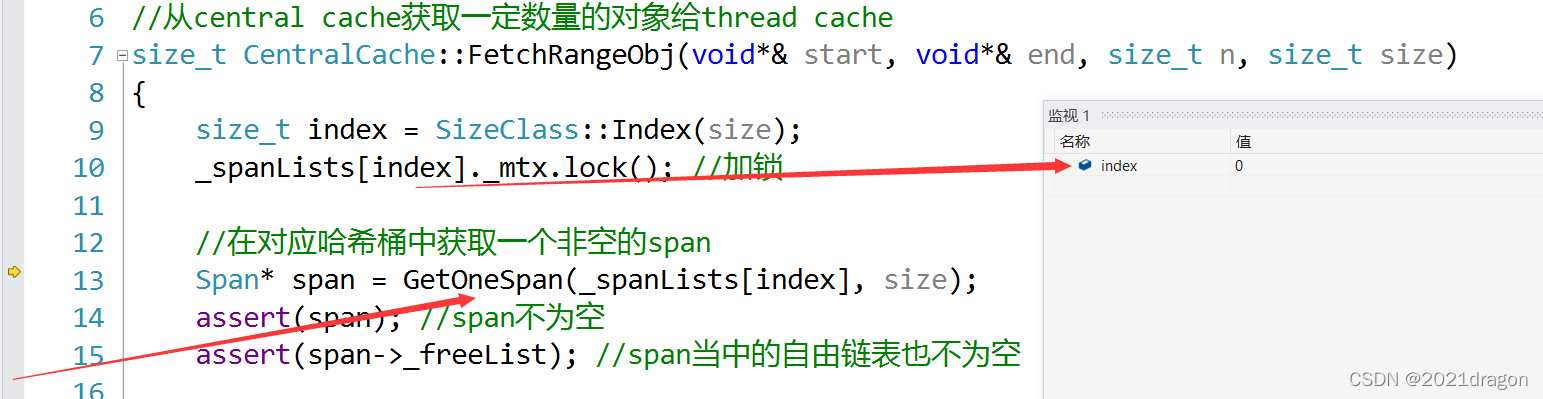 6 //从central cache获取一定数量的对象给thread cache
7 size_t CentralCache::FetchRangeObj(void*& start, void*& end, size_t n, size_t size)
8 {
9 size_t index = SizeClass::Index(size);
10 _spanLists[index]._mtx.lock(); //加锁
11
12 //在对应哈希桶中获取一个非空的span
13 Span* span = GetOneSpan(_spanLists[index], size);
14 assert(span); //span不为空
15 assert(span->_freeList); //span当中的自由链表也不为空
16
监视 1
名称 值
index 0
CSDN @2021dragon